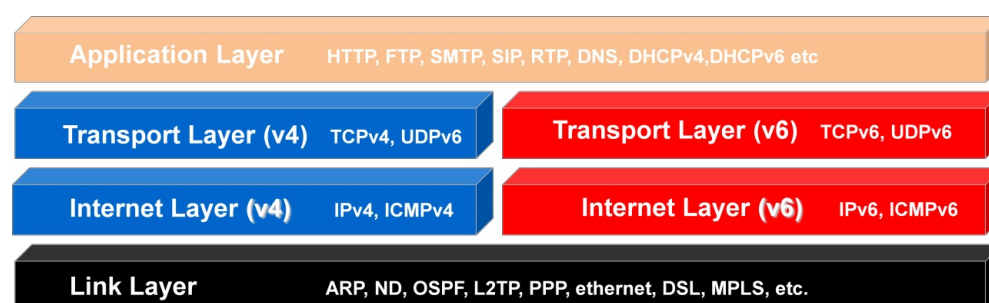 Application Layer HTTP, FTP, SMTP, SIP, RTP, DNS, DHCPv4,DHCPv6 etc
Transport Layer (v4) TCPv4, UDPv6
Transport Layer (v6) TCPv6, UDPv6
Internet Layer (v4) IPv4, ICMPv4
Internet Layer (v6) IPv6, ICMPv6
Link Layer ARP, ND, OSPF, L2TP, PPP, ethernet, DSL, MPLS, etc.